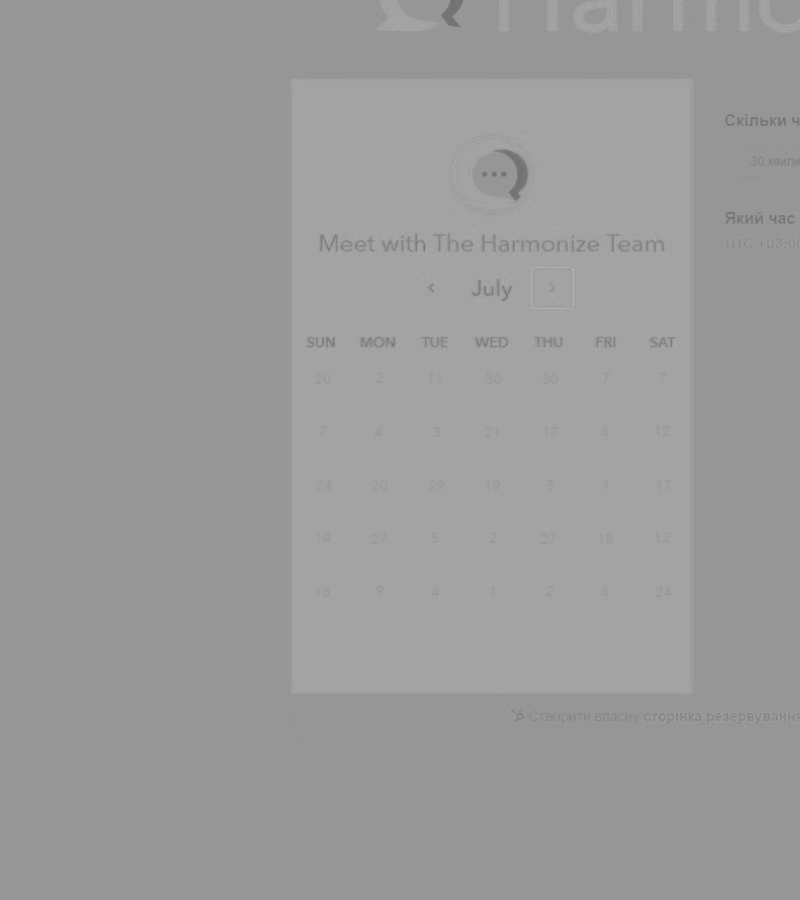 Harmo
Meet with The Harmonize Team
July
SUN MON TUE WED THU FRI SAT
20 2 11 30 30 7 7
7 4 3 21 17 6 12
24 20 29 19 3 1 17
14 27 5 2 27 18 12
18 9 4 1 2 6 24
Скільки ч
30 хвили
Який час
UTC +03:00
Створити власну сторінка резервування